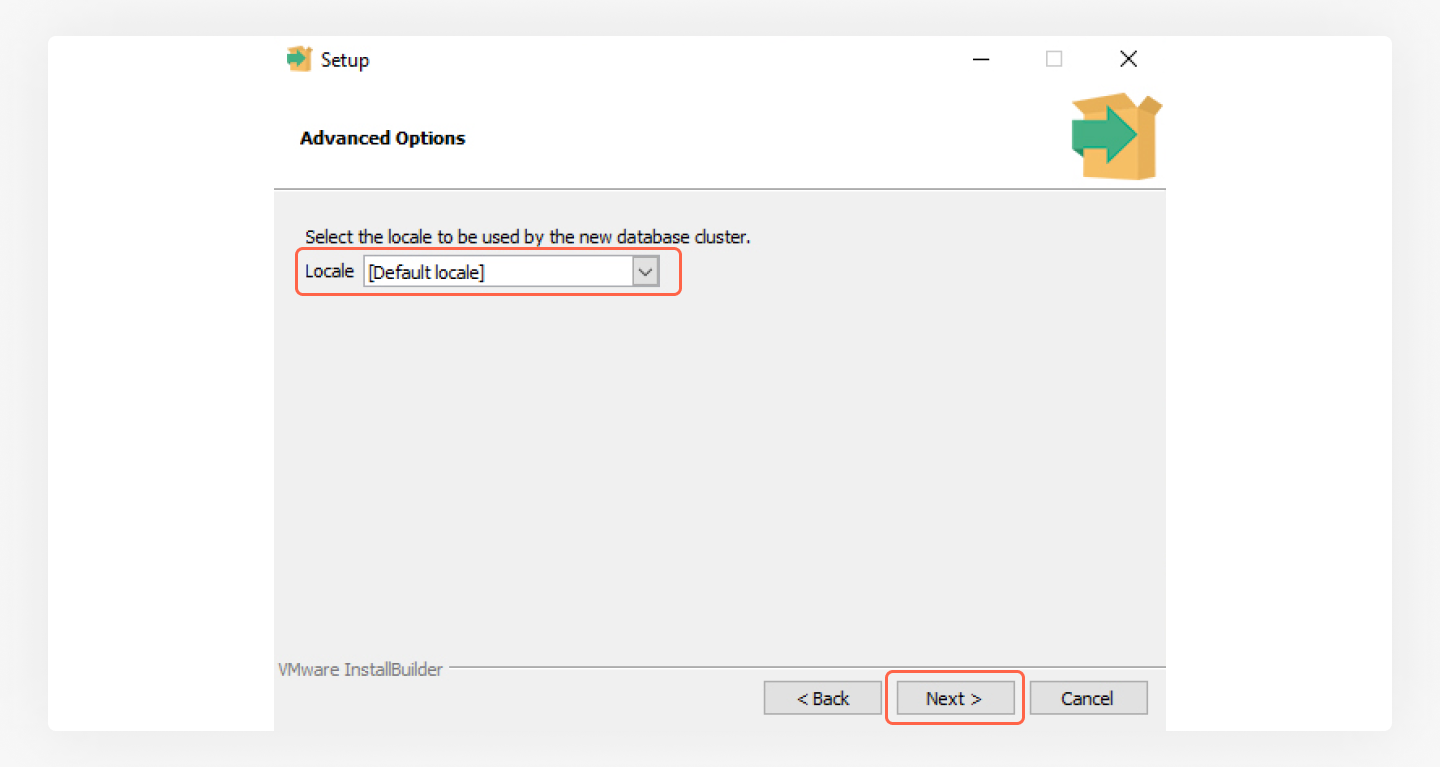 Setup
Advanced Options
Select the locale to be used by the new database cluster.
Locale [Default locale]
VMware InstallBuilder
< Back Next > Cancel